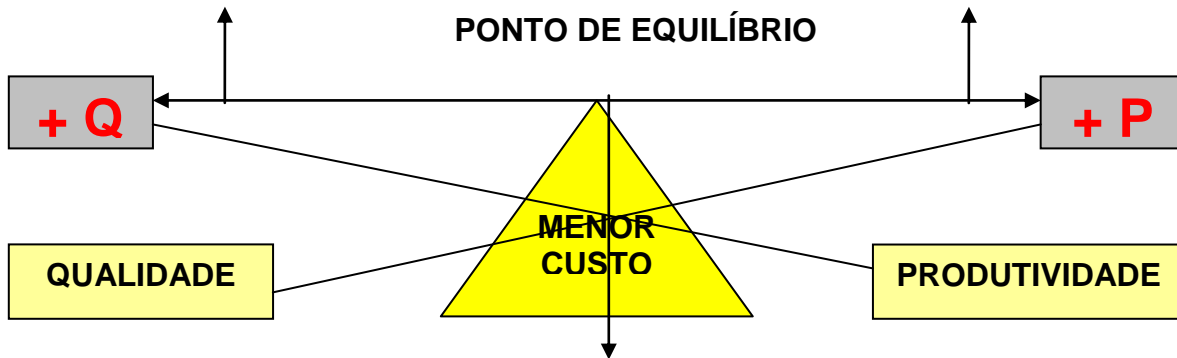 PONTO DE EQUILÍBRIO
+ Q
+ P
MENOR
CUSTO
QUALIDADE
PRODUTIVIDADE